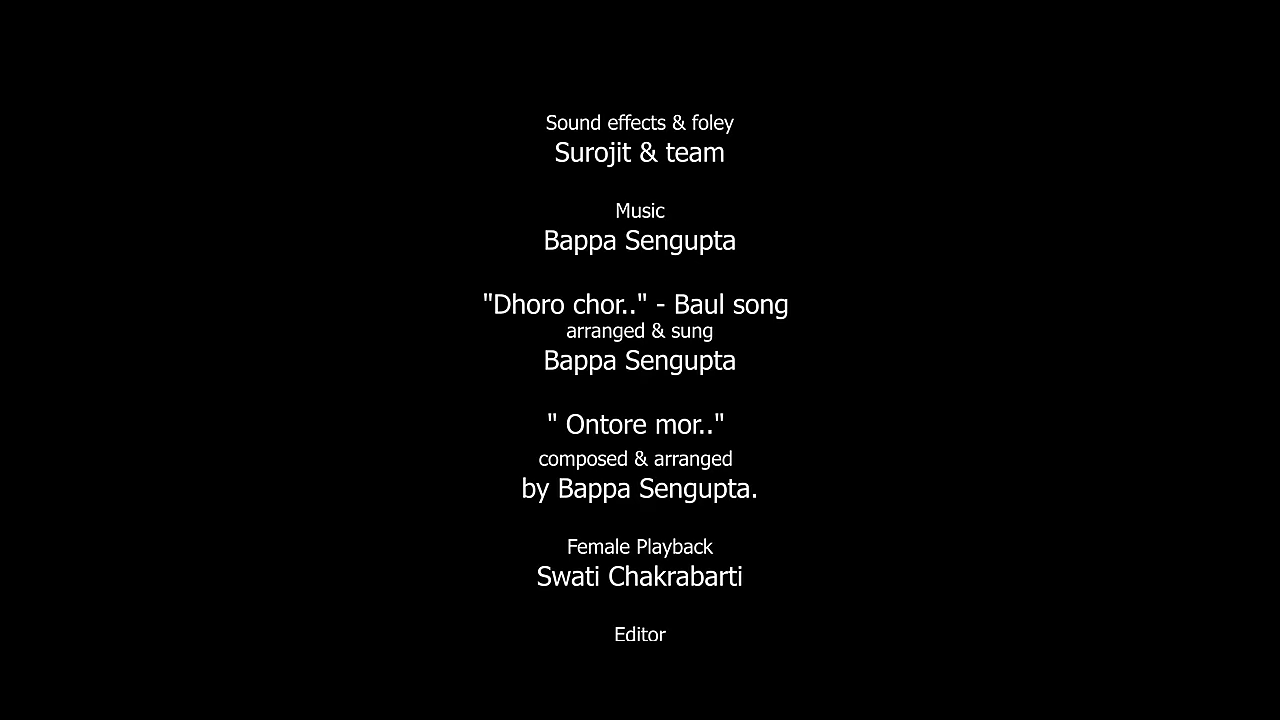 Sound effects & foley
Surojit & team
Music
Bappa Sengupta
"Dhoro chor.." - Baul song
arranged & sung
Bappa Sengupta
" Ontore mor.."
composed & arranged
by Bappa Sengupta.
Female Playback
Swati Chakrabarti
Editor